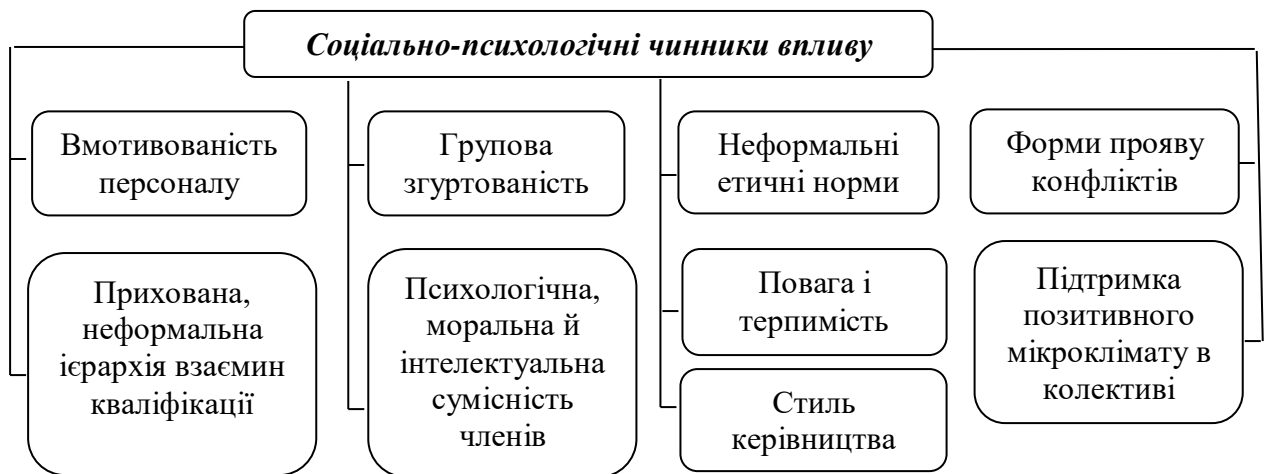 Соціально-психологічні чинники впливу
Вмотивованість
персоналу
Групова
згуртованість
Неформальні
етичні норми
Форми прояву
конфліктів
Прихована,
неформальна
ієрархія взаємин
кваліфікації
Психологічна,
моральна й
інтелектуальна
сумісність
членів
Повага і
терпимість
Стиль
керівництва
Підтримка
позитивного
мікроклімату в
колективі